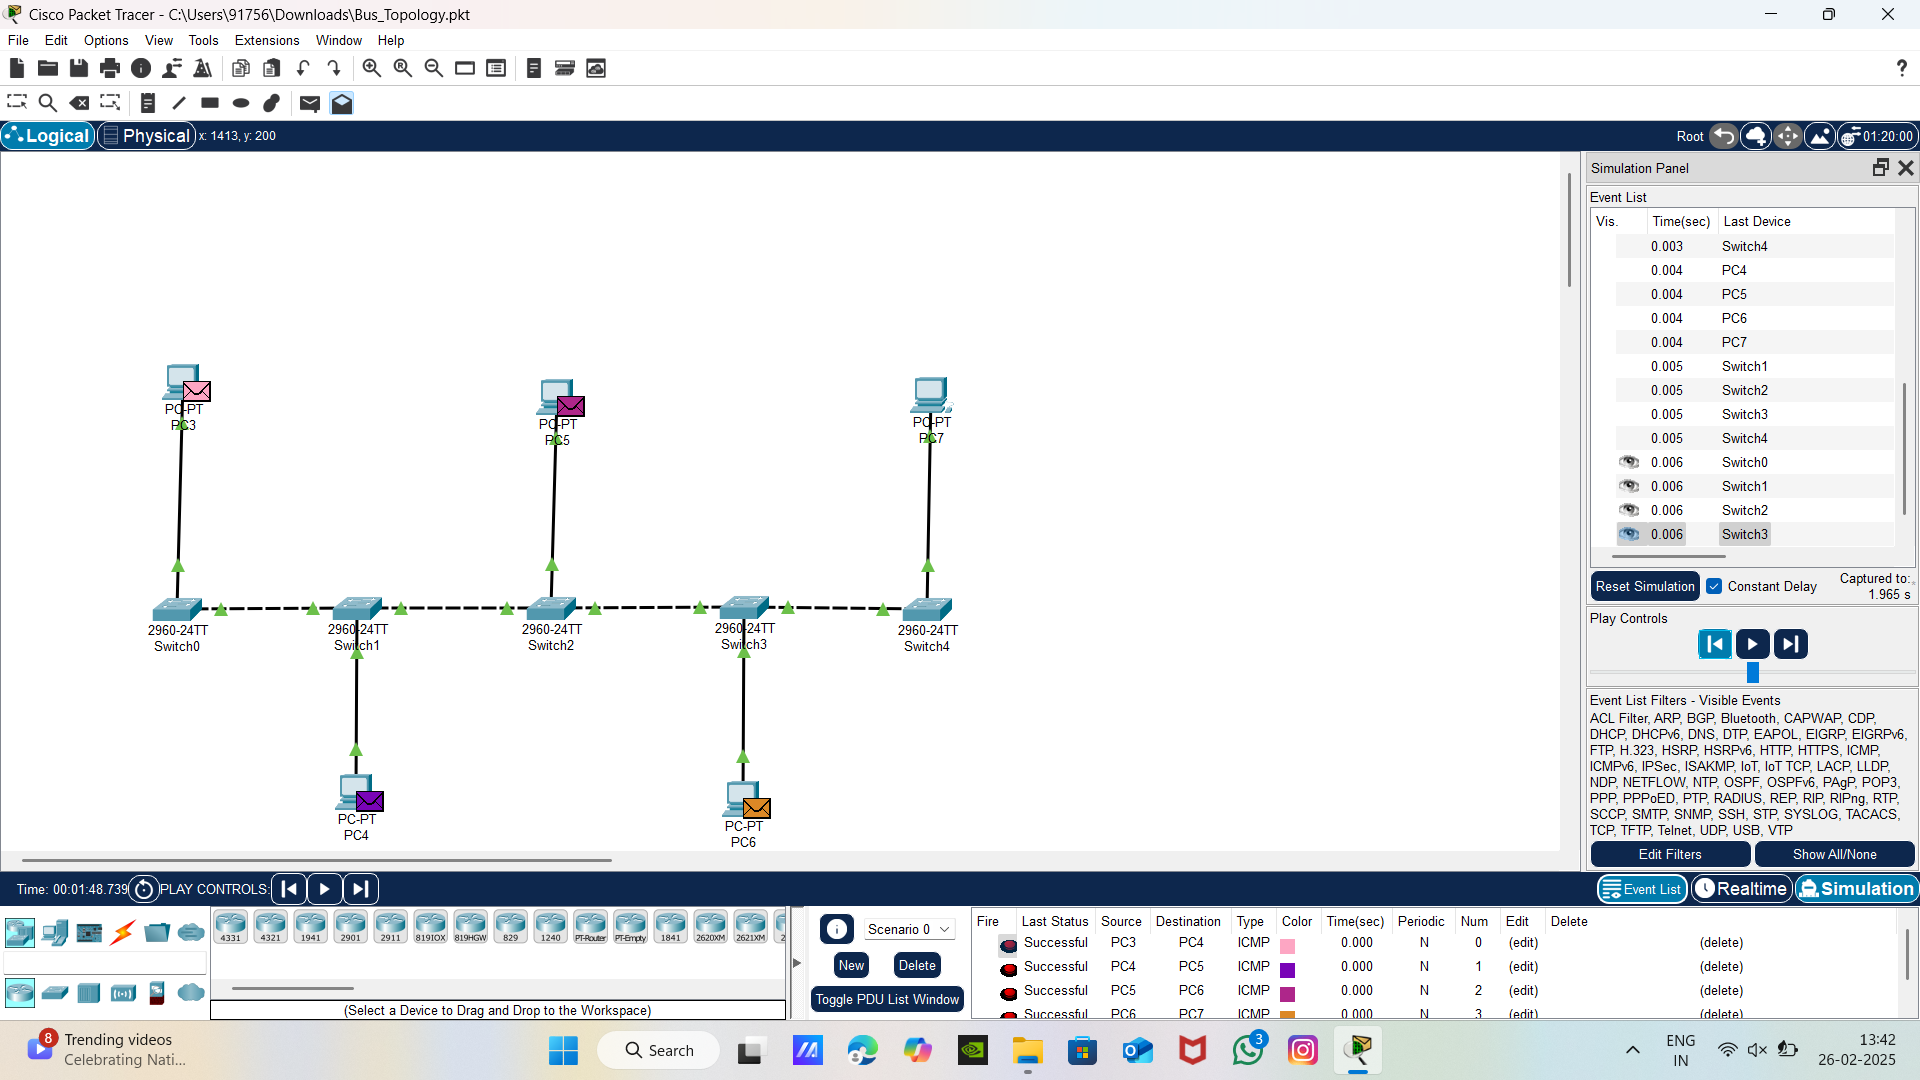 Cisco Packet Tracer - C:\Users\91756\Downloads\Bus_Topology.pkt
File Edit Options View Tools Extensions Window Help
?
Logical Physical x: 1413, y: 200 Root 01:20:00
Simulation Panel
Event List
Vis. Time(sec) Last Device
0.003 Switch4
0.004 PC4
0.004 PC5
0.004 PC6
0.004 PC7
0.005 Switch1
0.005 Switch2
0.005 Switch3
0.005 Switch4
0.006 Switch0
0.006 Switch1
0.006 Switch2
0.006 Switch3
Reset Simulation Constant Delay Captured to:
1.965 s
Play Controls
Event List Filters - Visible Events
ACL Filter, ARP, BGP, Bluetooth, CAPWAP, CDP,
DHCP, DHCPv6, DNS, DTP, EAPOL, EIGRP, EIGRPv6,
FTP, H.323, HSRP, HSRPv6, HTTP, HTTPS, ICMP,
ICMPv6, IPSec, ISAKMP, IoT, IoT TCP, LACP, LLDP,
NDP, NETFLOW, NTP, OSPF, OSPFv6, PAgP, POP3,
PPP, PPPoED, PTP, RADIUS, REP, RIP, RIPng, RTP,
SCCP, SMTP, SNMP, SSH, STP, SYSLOG, TACACS,
TCP, TFTP, Telnet, UDP, USB, VTP
Edit Filters Show All/None
PC-PT
PC3
PC-PT
PC5
PC-PT
PC7
2960-24TT
Switch0
2960-24TT
Switch1
2960-24TT
Switch2
2960-24TT
Switch3
2960-24TT
Switch4
PC-PT
PC4
PC-PT
PC6
Time: 00:01:48.739 PLAY CONTROLS: Event List Realtime Simulation
4331 4321 1941 2901 2911 819IOX 819HGW 829 1240 PT-Router PT-Empty 1841 2620XM 2621XM
(Select a Device to Drag and Drop to the Workspace)
Scenario 0
New Delete
Toggle PDU List Window
Fire Last Status Source Destination Type Color Time(sec) Periodic Num Edit Delete
Successful PC3 PC4 ICMP 0.000 N 0 (edit) (delete)
Successful PC4 PC5 ICMP 0.000 N 1 (edit) (delete)
Successful PC5 PC6 ICMP 0.000 N 2 (edit) (delete)
Successful PC6 PC7 ICMP 0.000 N 3 (edit) (delete)
8 Trending videos
Celebrating Nati...
Search
3
ENG
IN
13:42
26-02-2025